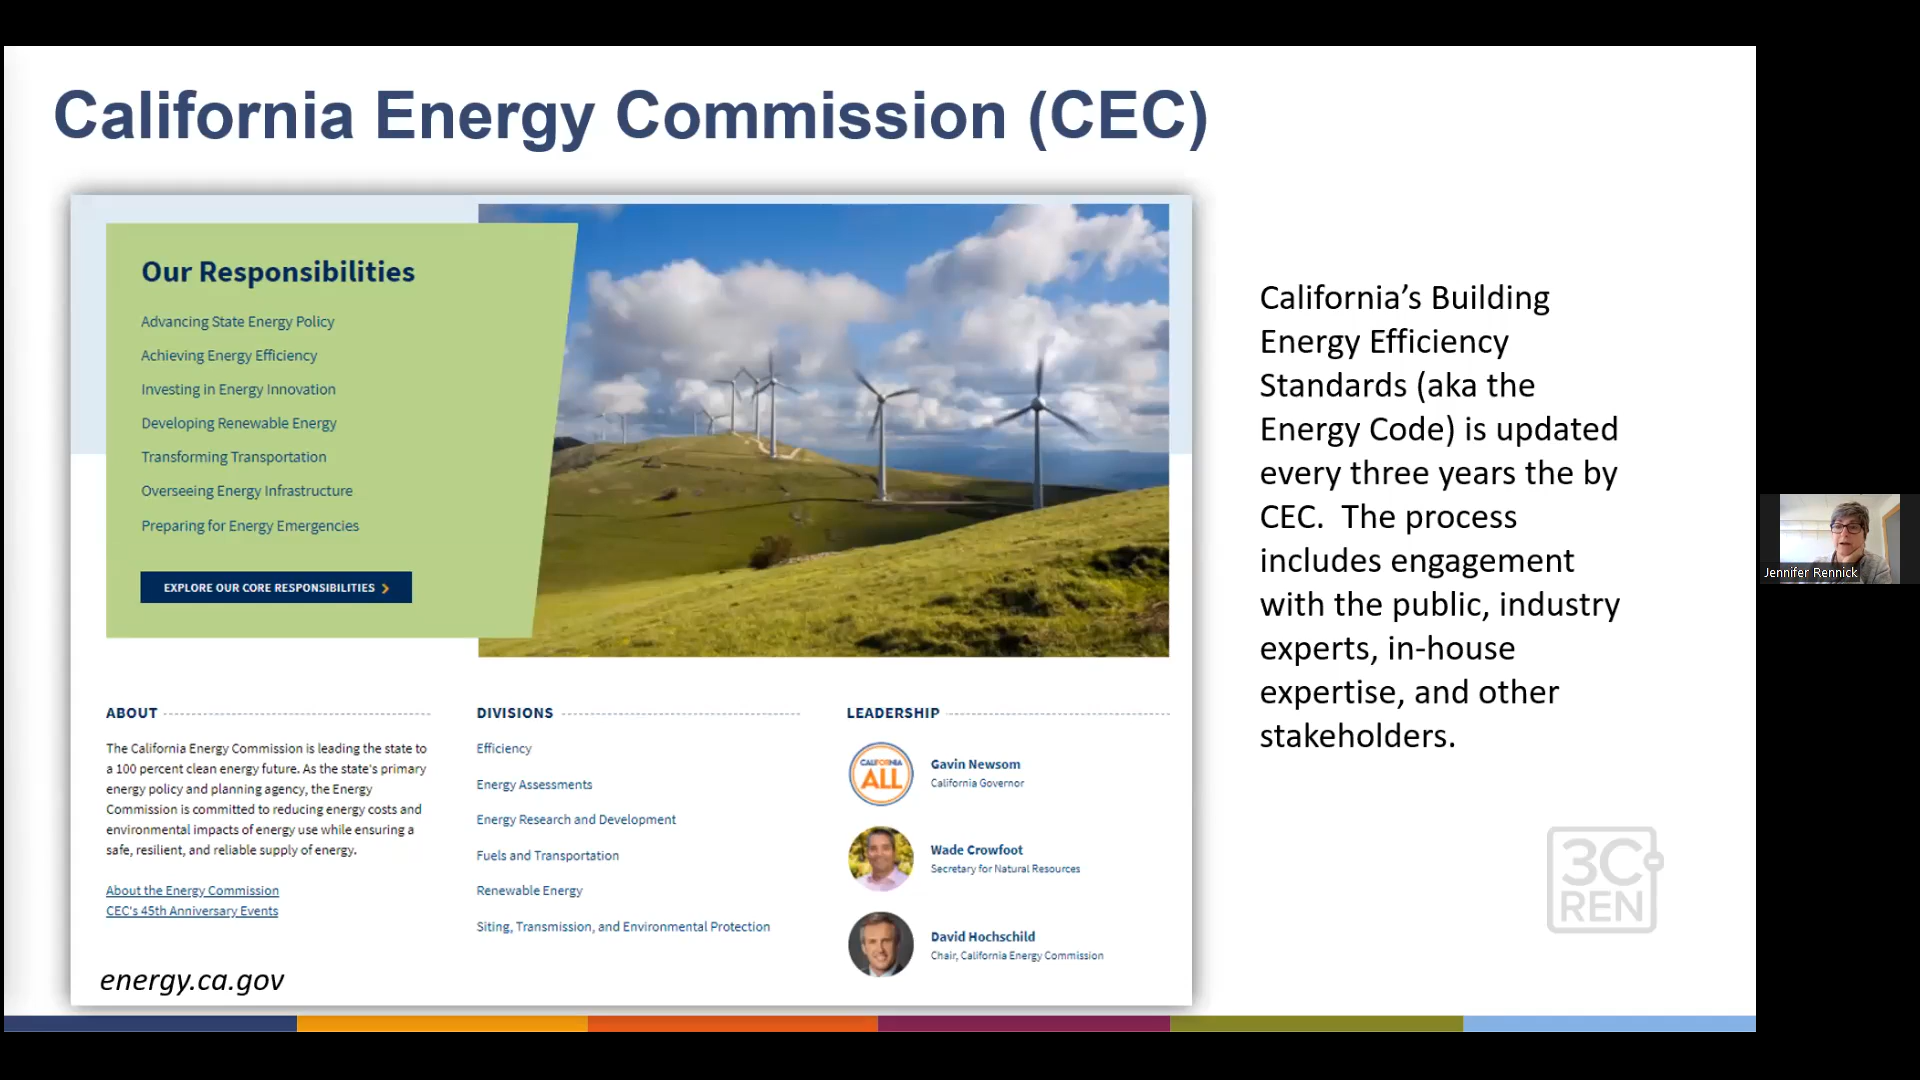 California Energy Commission (CEC)
Our Responsibilities
Advancing State Energy Policy
Achieving Energy Efficiency
Investing in Energy Innovation
Developing Renewable Energy
Transforming Transportation
Overseeing Energy Infrastructure
Preparing for Energy Emergencies
EXPLORE OUR CORE RESPONSIBILITIES >
ABOUT
The California Energy Commission is leading the state to
a 100 percent clean energy future. As the state's primary
energy policy and planning agency, the Energy
Commission is committed to reducing energy costs and
environmental impacts of energy use while ensuring a
safe, resilient, and reliable supply of energy.
About the Energy Commission
CEC's 45th Anniversary Events
energy.ca.gov
DIVISIONS
Efficiency
Energy Assessments
Energy Research and Development
Fuels and Transportation
Renewable Energy
Siting, Transmission, and Environmental Protection
LEADERSHIP
CALIFORNIA
ALL
Gavin Newsom
California Governor
Wade Crowfoot
Secretary for Natural Resources
David Hochschild
Chair, California Energy Commission
California’s Building
Energy Efficiency
Standards (aka the
Energy Code) is updated
every three years the by
CEC.  The process
includes engagement
with the public, industry
experts, in-house
expertise, and other
stakeholders.
3C
REN
Jennifer Rennick